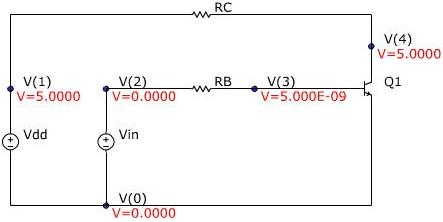 RC
V(4)
V=5.0000
V(1)
V=5.0000
V(2)
V=0.0000
RB
V(3)
V=5.000E-09
Q1
Vdd
Vin
V(0)
V=0.0000